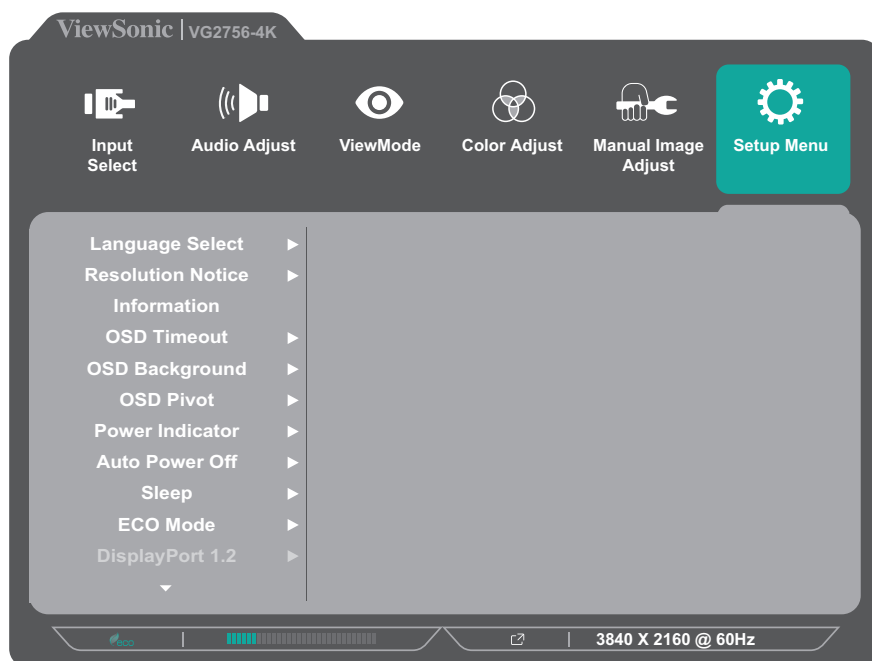 ViewSonic | VG2756-4K
Input Select
Audio Adjust
ViewMode
Color Adjust
Manual Image Adjust
Setup Menu
Language Select
Resolution Notice
Information
OSD Timeout
OSD Background
OSD Pivot
Power Indicator
Auto Power Off
Sleep
ECO Mode
DisplayPort 1.2
eco
3840 X 2160 @ 60Hz